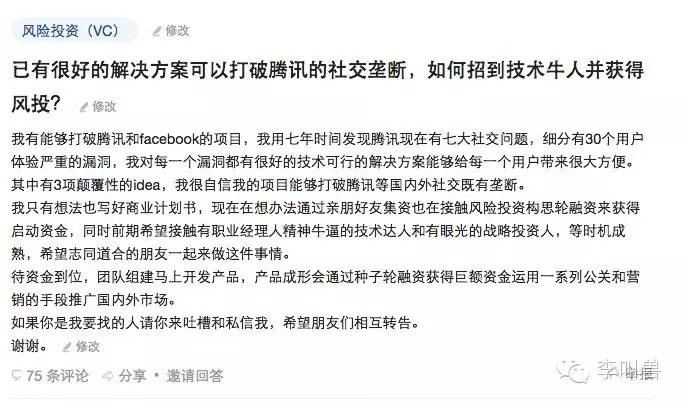 风险投资（VC）
修改
已有很好的解决方案可以打破腾讯的社交垄断，如何招到技术牛人并获得
风投？ 修改
我有能够打破腾讯和facebook的项目，我用七年时间发现腾讯现在有七大社交问题，细分有30个用户
体验严重的漏洞，我对每一个漏洞都有很好的技术可行的解决方案能够给每一个用户带来很大方便。
其中有3项颠覆性的idea，我很自信我的项目能够打破腾讯等国内外社交既有垄断。
我只有想法也写好商业计划书，现在在想办法通过亲朋好友集资也在接触风险投资构思轮融资来获得
启动资金，同时前期希望接触有职业经理人精神牛逼的技术达人和有眼光的战略投资人，等时机成
熟，希望志同道合的朋友一起来做这件事情。
待资金到位，团队组建马上开发产品，产品成形会通过种子轮融资获得巨额资金运用一系列公关和营
销的手段推广国内外市场。
如果你是我要找的人请你来吐槽和私信我，希望朋友们相互转告。
谢谢。 修改
75 条评论 分享 • 邀请回答
举报
李叫兽